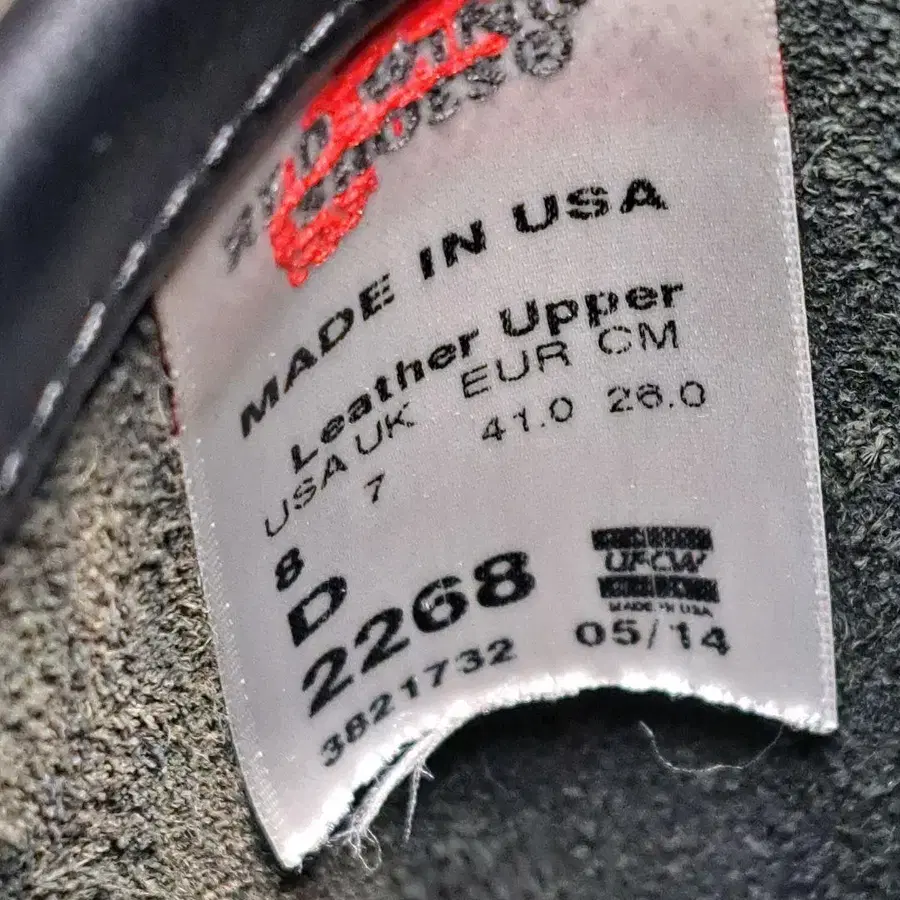 RED WING
SHOES®
MADE IN USA
Leather Upper
USA UK EUR CM
8 7 41.0 26.0
D
2268
3821732
UFCW
MADE IN USA
05/14